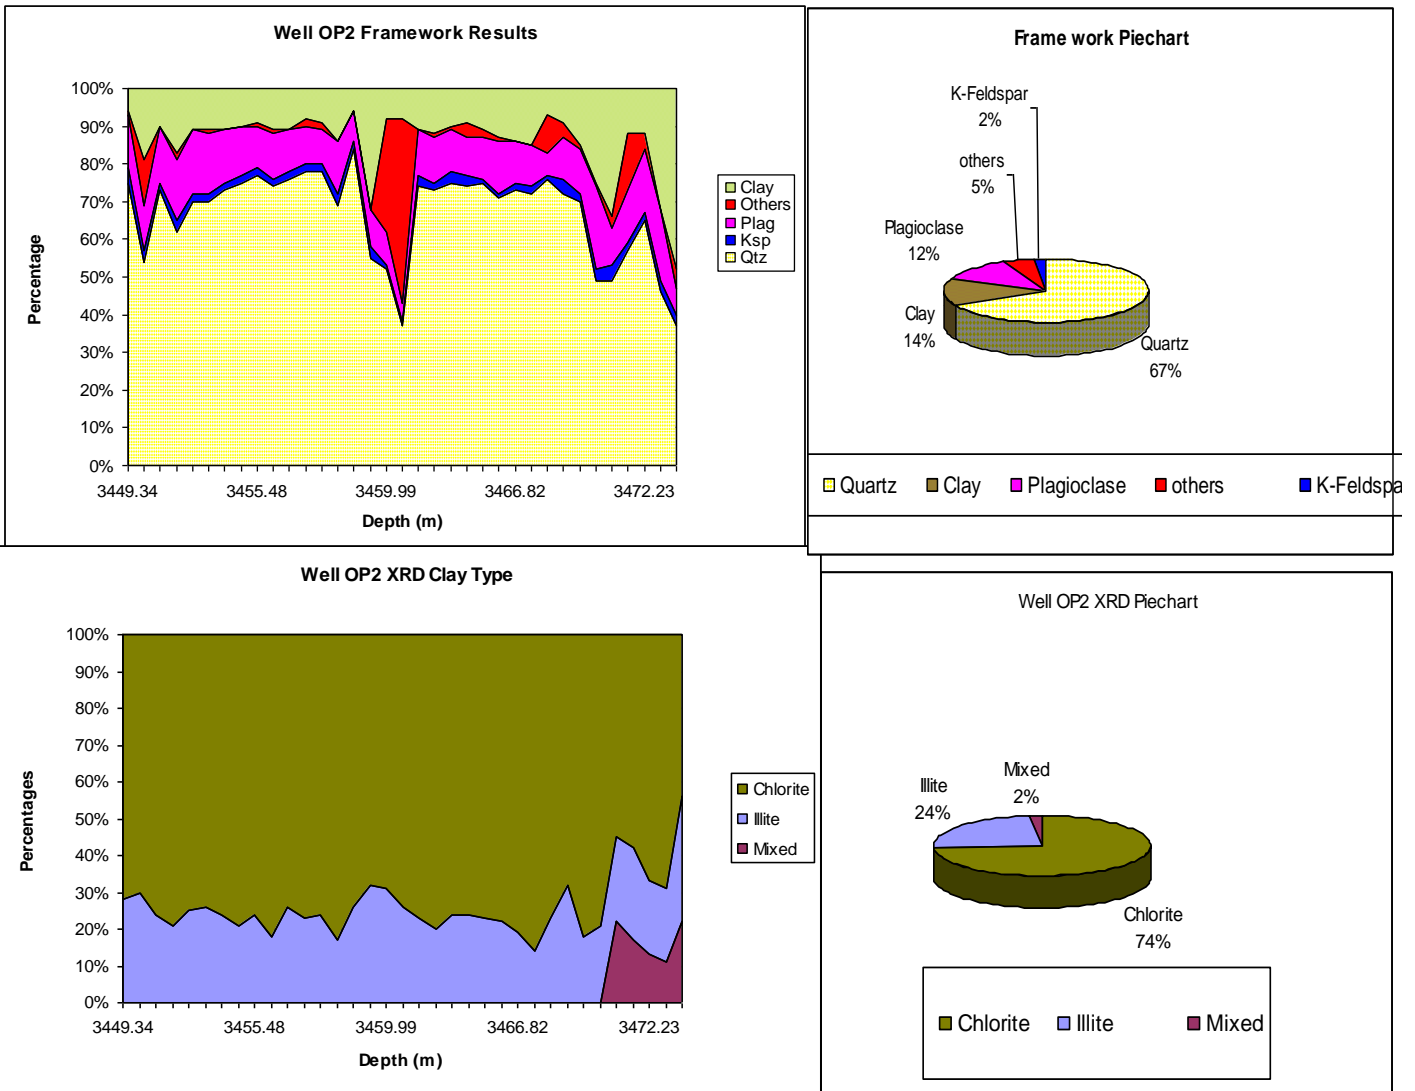 Well OP2 Framework Results
100%
90%
80%
70%
60%
50%
40%
30%
20%
10%
0%
Percentage
3449.34 3455.48 3459.99 3466.82 3472.23
Depth (m)
Clay
Others
Plag
Ksp
Qtz
Frame work Piechart
K-Feldspar
2%
others
5%
Plagioclase
12%
Clay
14%
Quartz
67%
Quartz Clay Plagioclase others K-Feldspa
Well OP2 XRD Clay Type
100%
90%
80%
70%
60%
50%
40%
30%
20%
10%
0%
Percentages
3449.34 3455.48 3459.99 3466.82 3472.23
Depth (m)
Chlorite
Illite
Mixed
Well OP2 XRD Piechart
Mixed
2%
Illite
24%
Chlorite
74%
Chlorite Illite Mixed